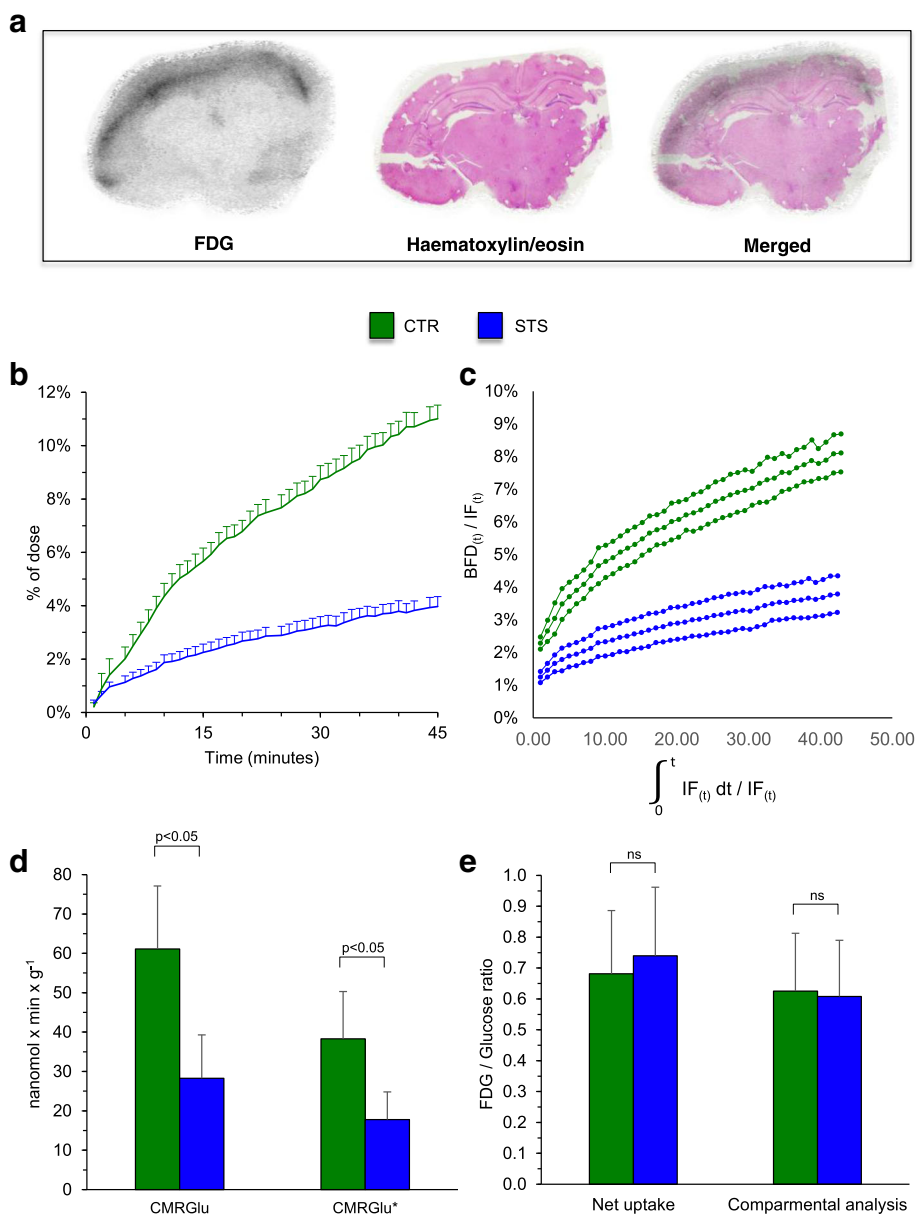 a
FDG
Haematoxylin/eosin
Merged
CTR
STS
b
12%
10%
8%
6%
4%
2%
0%
% of dose
0
15
30
45
Time (minutes)
c
10%
9%
8%
7%
6%
5%
4%
3%
2%
1%
0%
BFD(t) / IF(t)
0.00
10.00
20.00
30.00
40.00
50.00
∫0t IF(t) dt / IF(t)
d
p<0.05
p<0.05
80
70
60
50
40
30
20
10
0
nanomol x min x g-1
CMRGlu
CMRGlu*
e
ns
ns
1.0
0.9
0.8
0.7
0.6
0.5
0.4
0.3
0.2
0.1
0.0
FDG / Glucose ratio
Net uptake
Comparmental analysis